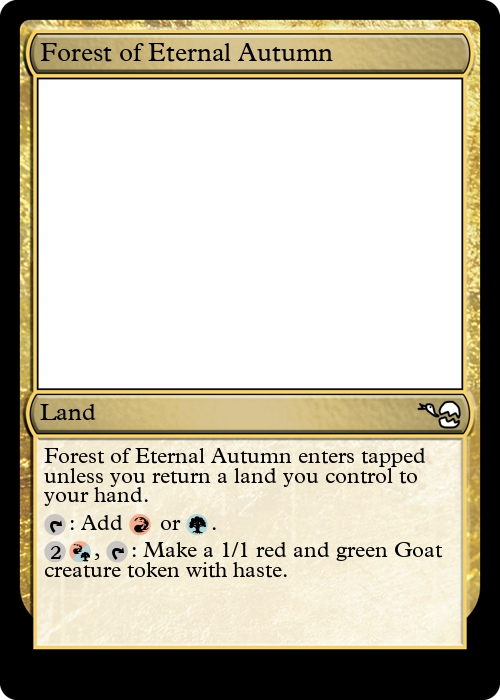 Forest of Eternal Autumn
Land
Forest of Eternal Autumn enters tapped
unless you return a land you control to
your hand.
: Add or .
2 , : Make a 1/1 red and green Goat
creature token with haste.